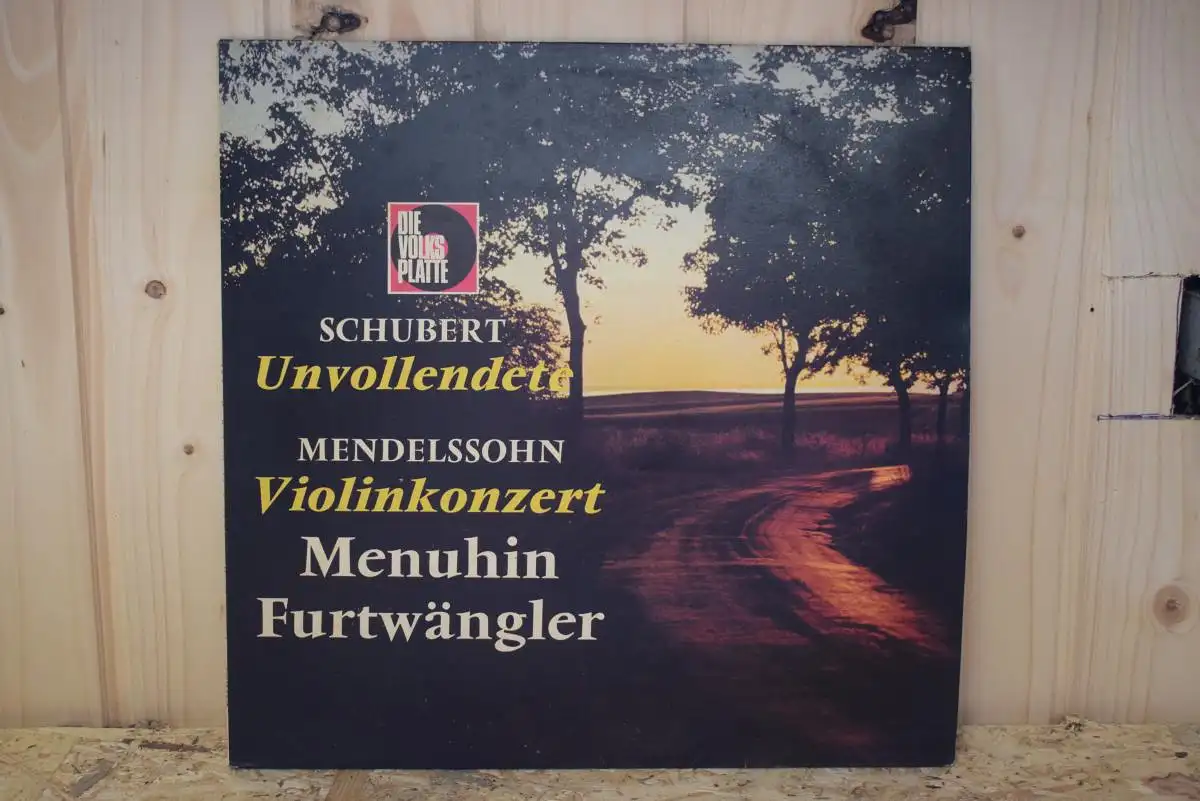 DIE
VOLKS
PLATTE
SCHUBERT
Unvollendete
MENDELSSOHN
Violinkonzert
Menuhin
Furtwängler